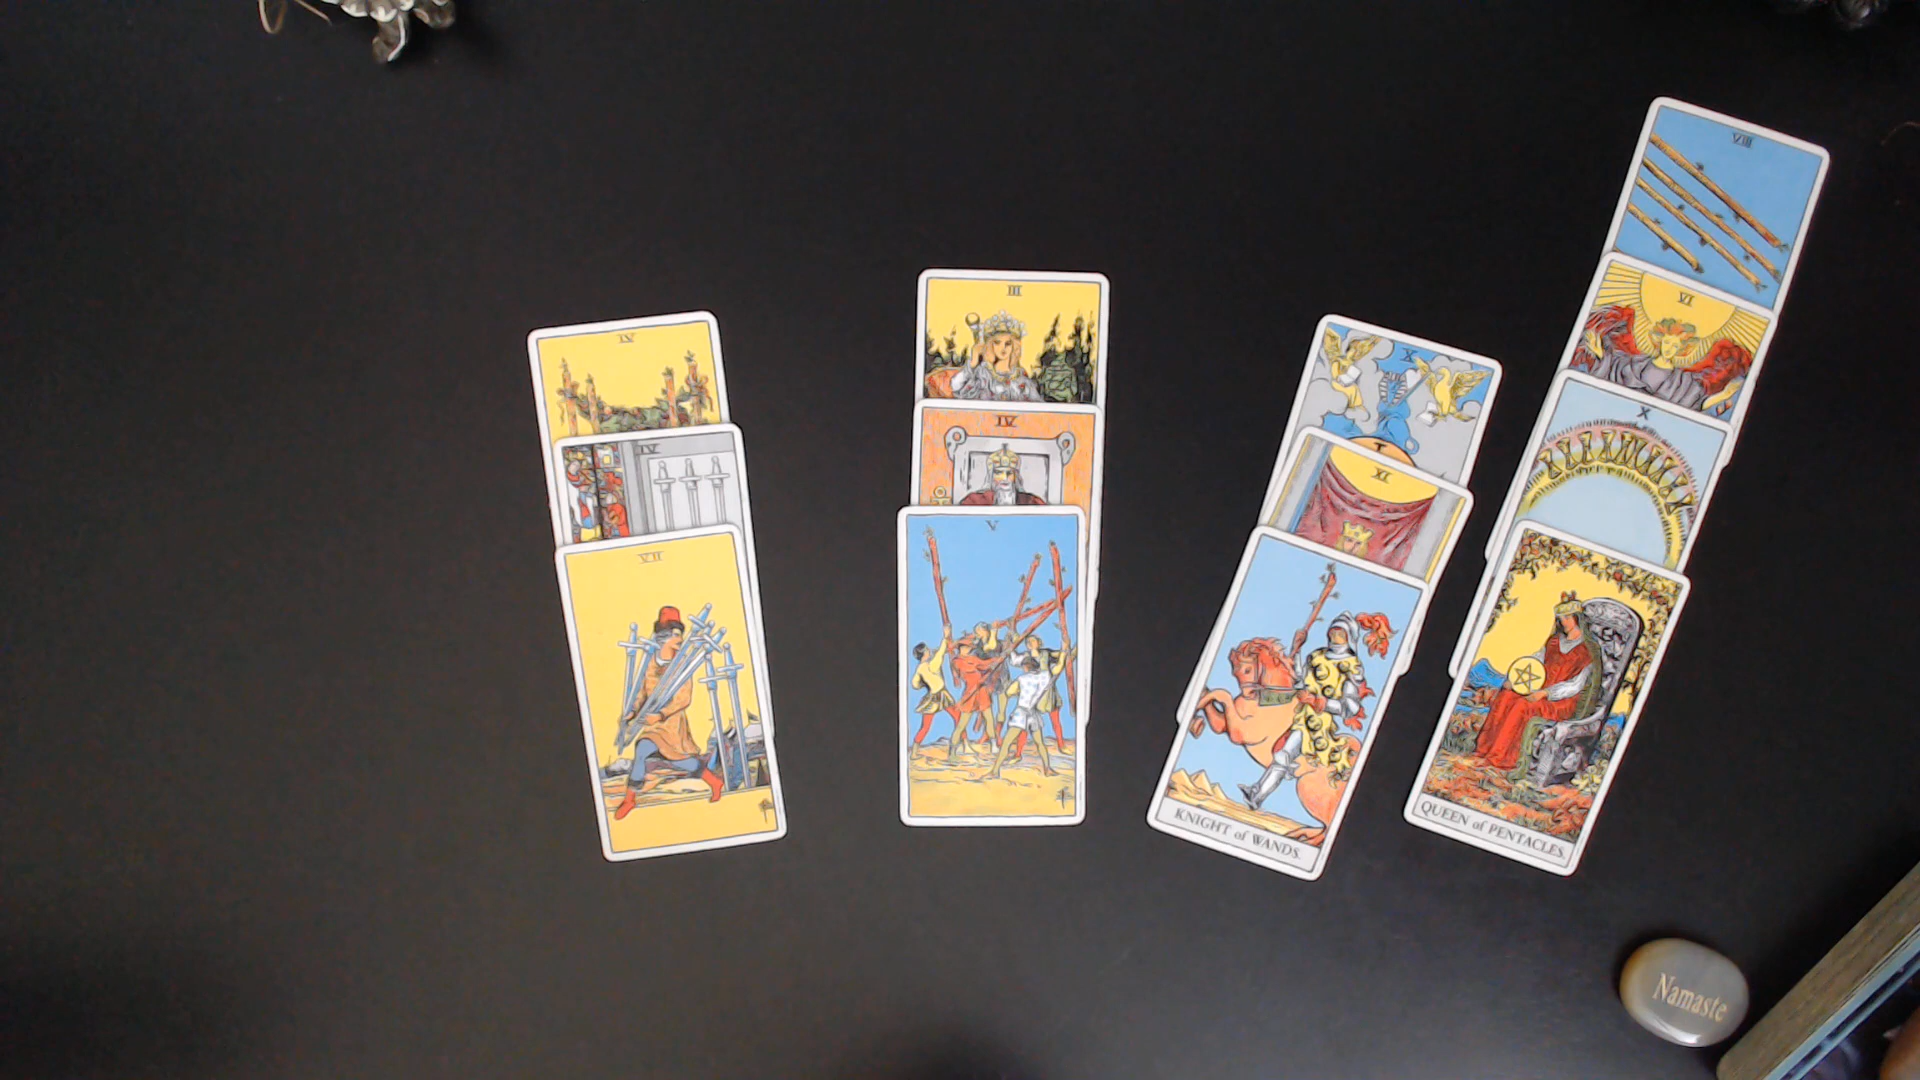 IV
IV
VII
III
IV
V
X
XI
KNIGHT of WANDS.
VIII
VI
X
QUEEN of PENTACLES.
Namaste